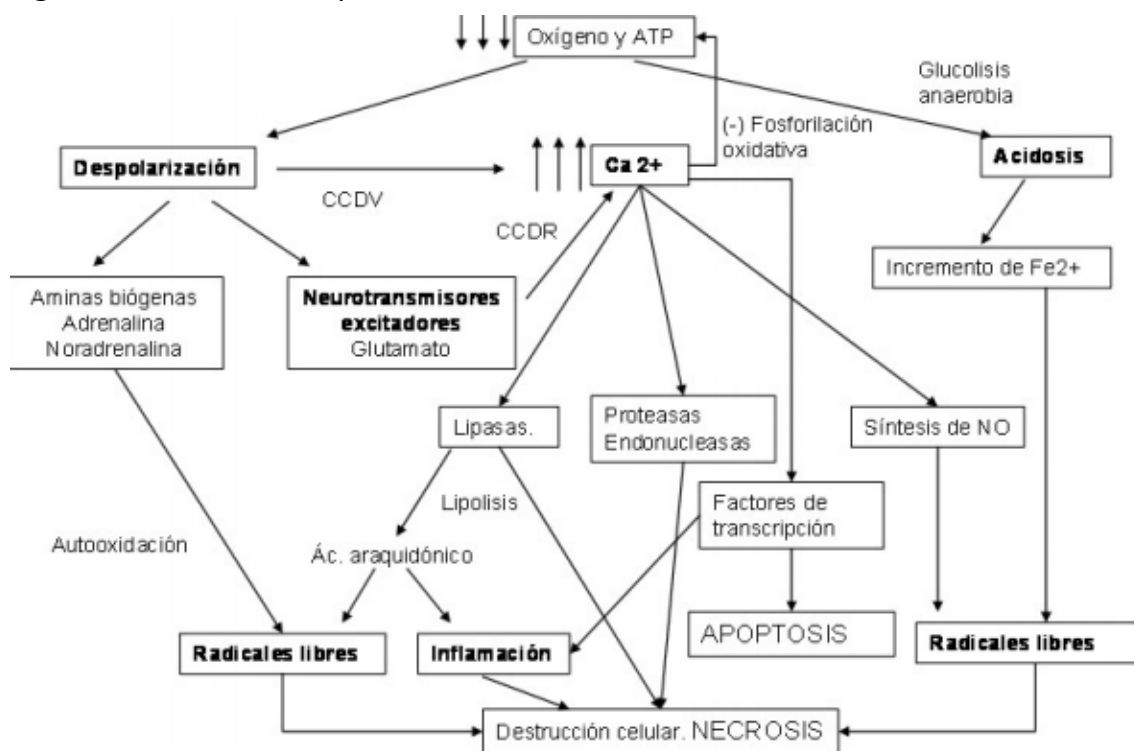 Oxígeno y ATP
Glucolisis
anaerobia
(-) Fosforilación
oxidativa
Despolarización
Ca 2+
Acidosis
CCDV
CCDR
Incremento de Fe2+
Aminas biógenas
Adrenalina
Noradrenalina
Neurotransmisores
excitadores
Glutamato
Lipasas.
Proteasas
Endonucleasas
Síntesis de NO
Lipolisis
Factores de
transcripción
Autooxidación
Ác. araquidónico
APOPTOSIS
Radicales libres
Inflamación
Radicales libres
Destrucción celular. NECROSIS